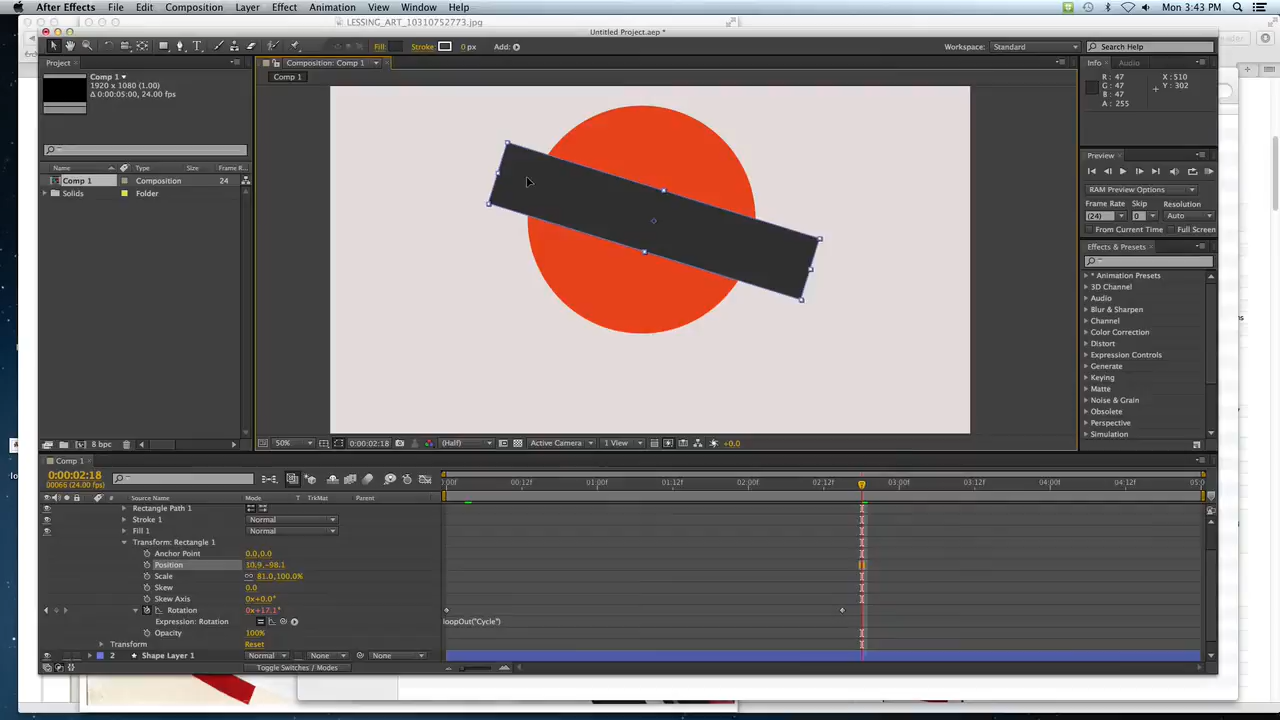 After Effects File Edit Composition Layer Effect Animation View Window Help Mon 3:43 PM
LESSING_ART_10310752773.jpg
Untitled Project.aep *
Fill: Stroke: 0 px Add: Workspace: Standard Search Help
Project Composition: Comp 1 Info Audio
Comp 1
1920 x 1080 (1.00)
Δ 0:00:05:00, 24.00 fps
Comp 1
R: 47
G: 47
B: 47
A: 255
X: 510
Y: 302
Name Type Size Frame R...
Comp 1 Composition 24
Solids Folder
Preview
RAM Preview Options
Frame Rate Skip Resolution
(24) 0 Auto
From Current Time Full Screen
Effects & Presets
* Animation Presets
3D Channel
Audio
Blur & Sharpen
Channel
Color Correction
Distort
Expression Controls
Generate
Keying
Matte
Noise & Grain
Obsolete
Perspective
Simulation
8 bpc
50% 0:00:02:18 (Half) Active Camera 1 View +0.0
Comp 1
0:00:02:18
00066 (24.00 fps)
:00f 00:12f 01:00f 01:12f 02:00f 02:12f 03:00f 03:12f 04:00f 04:12f 05:0
# Source Name Mode T TrkMat Parent
Rectangle Path 1
Stroke 1 Normal
Fill 1 Normal
Transform: Rectangle 1
Anchor Point 0.0,0.0
Position 10.9,-98.1
Scale 81.0,100.0%
Skew 0.0
Skew Axis 0x+0.0°
Rotation 0x+17.1°
Expression: Rotation loopOut("Cycle")
Opacity 100%
Transform Reset
2 Shape Layer 1 Normal None None
Toggle Switches / Modes